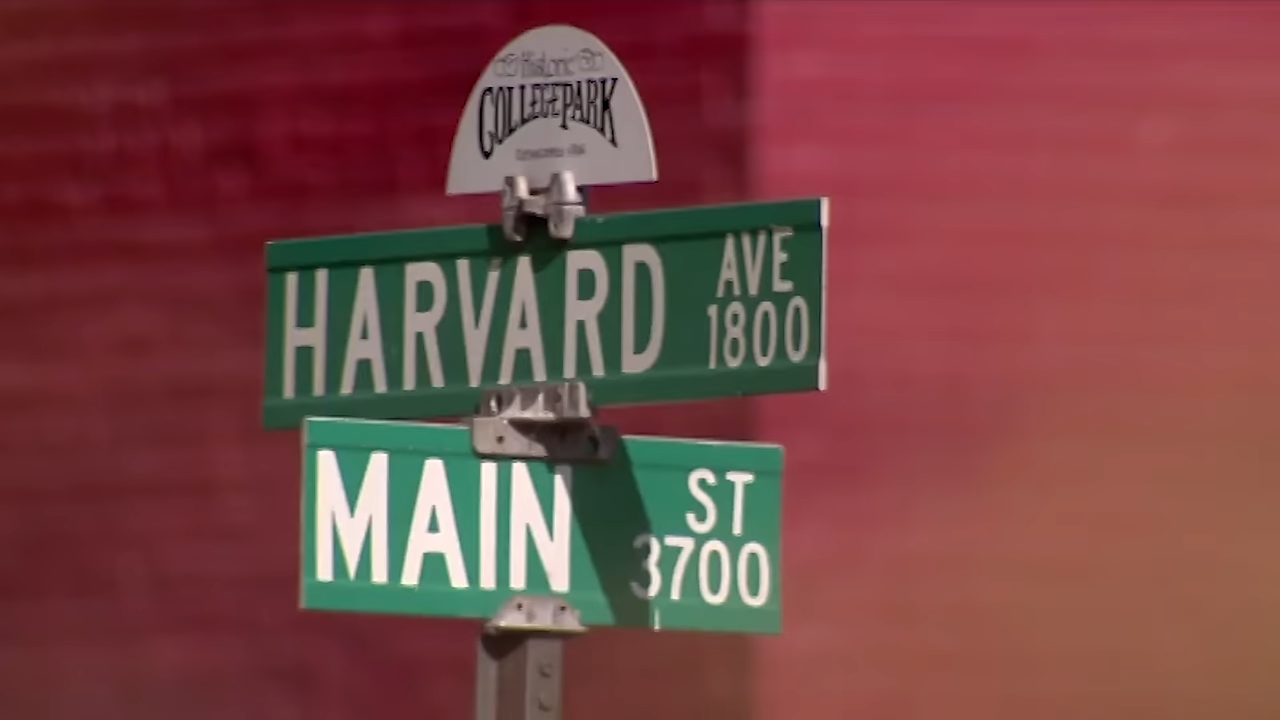 Historic
COLLEGE PARK
HARVARD AVE
1800
MAIN ST
3700